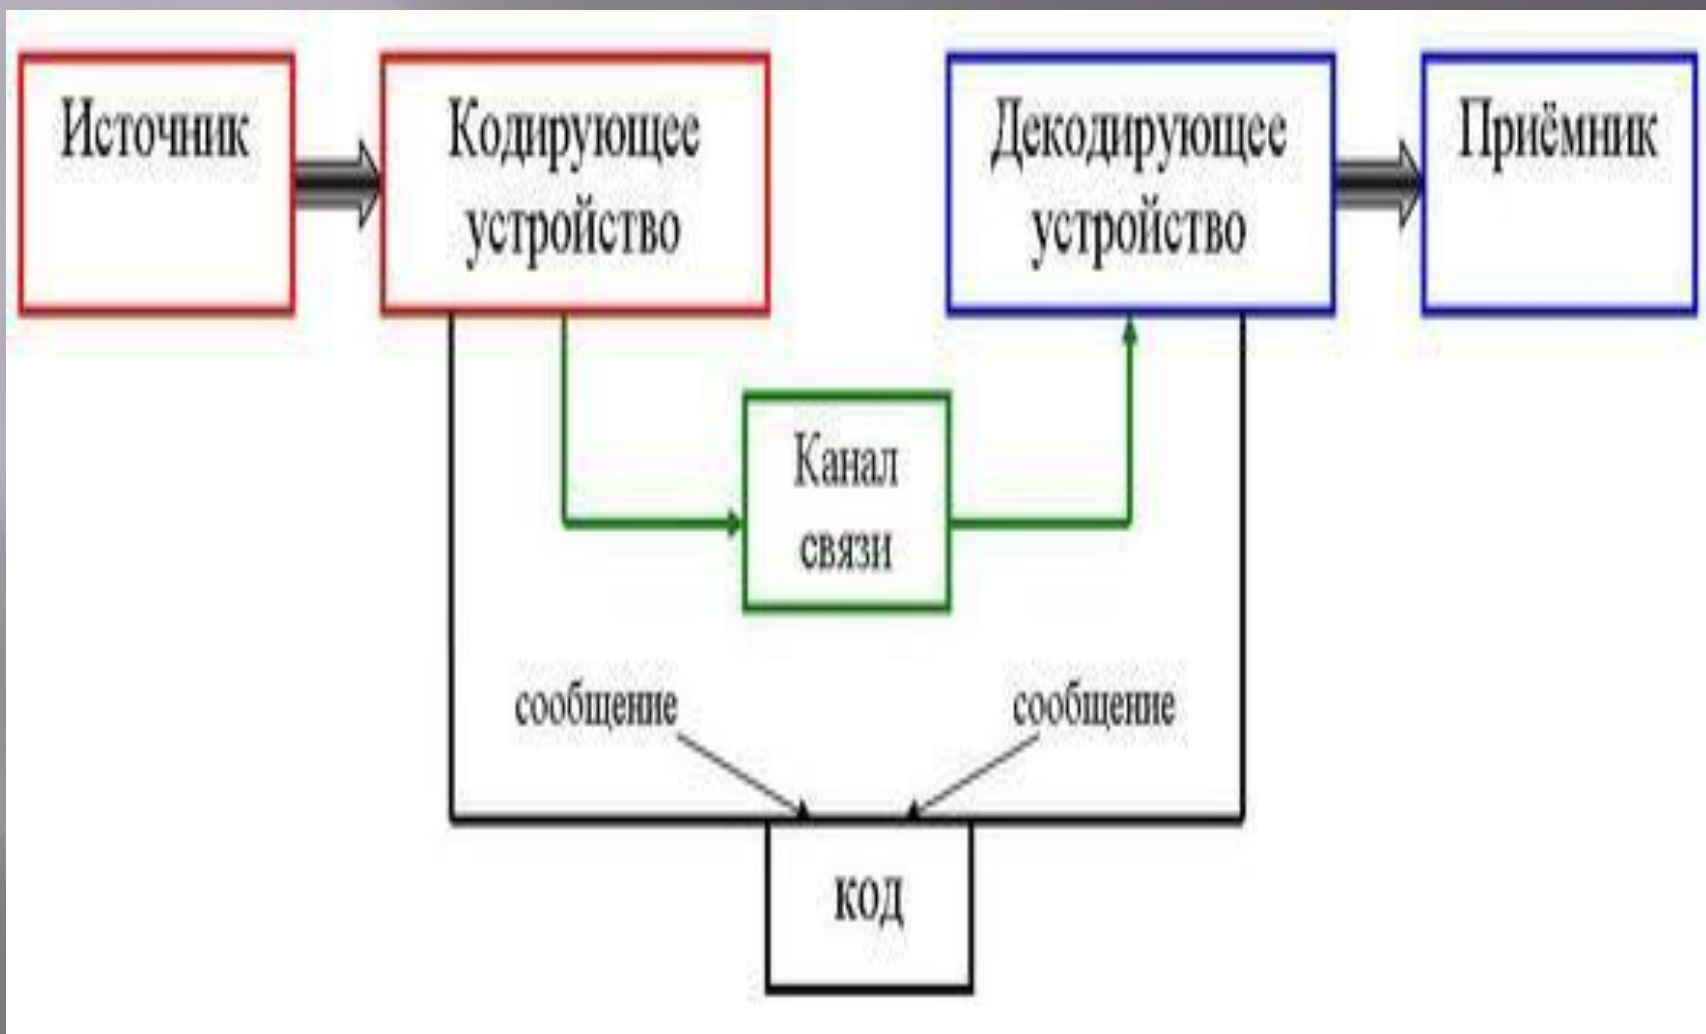 Источник
Кодирующее
устройство
Декодирующее
устройство
Приёмник
Канал
связи
сообщение
сообщение
код